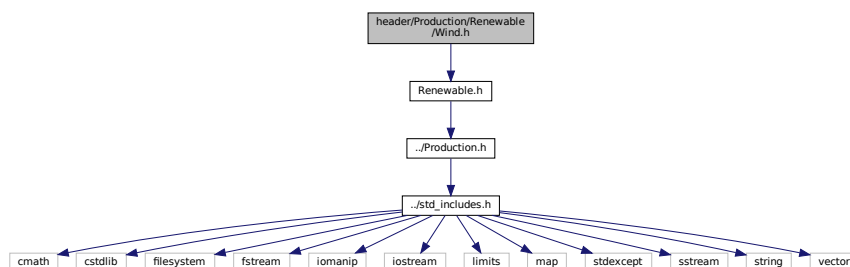 header/Production/Renewable
/Wind.h
Renewable.h
../Production.h
../std_includes.h
cmath
cstdlib
filesystem
fstream
iomanip
iostream
limits
map
stdexcept
sstream
string
vector